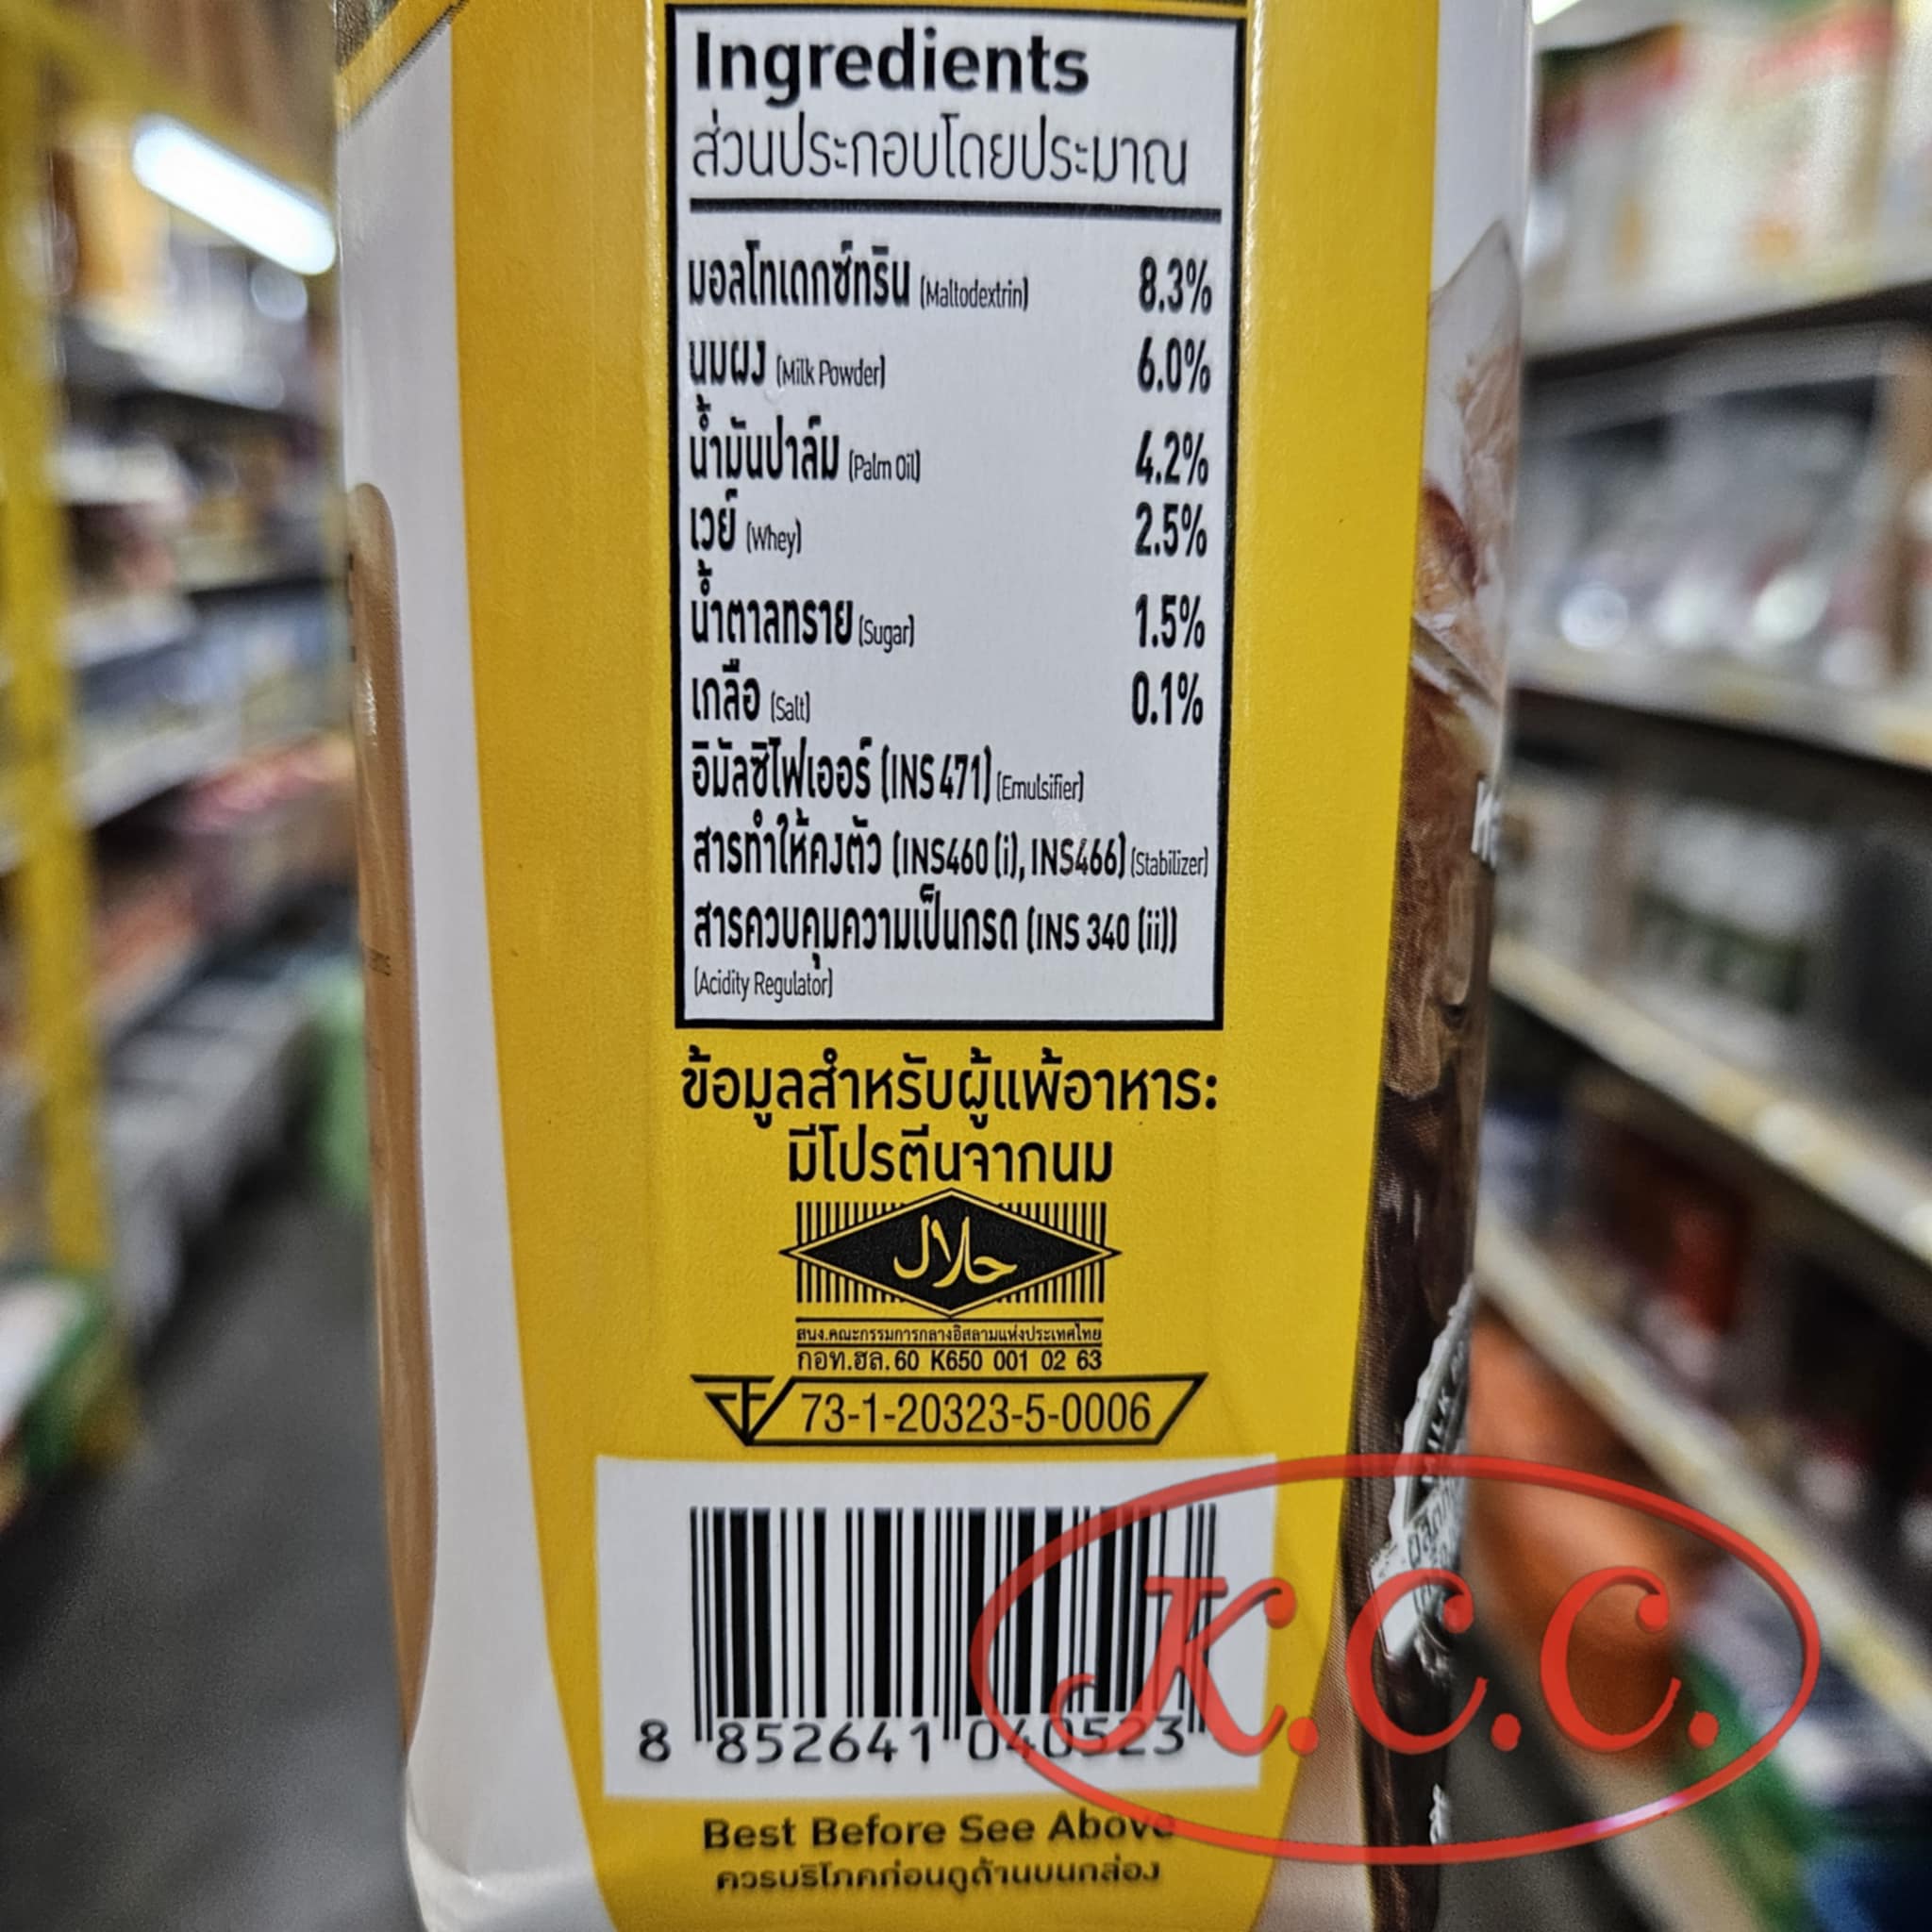 Ingredients
ส่วนประกอบโดยประมาณ
มอลโทเดกซ์ทริน (Maltodextrin) 8.3%
นมผง (Milk Powder) 6.0%
น้ำมันปาล์ม (Palm Oil) 4.2%
เวย์ (Whey) 2.5%
น้ำตาลทราย (Sugar) 1.5%
เกลือ (Salt) 0.1%
อิมัลซิไฟเออร์ (INS 471) (Emulsifier)
สารทำให้คงตัว (INS460 (i), INS466) (Stabilizer)
สารควบคุมความเป็นกรด (INS 340 (ii))
(Acidity Regulator)
ข้อมูลสำหรับผู้แพ้อาหาร:
มีโปรตีนจากนม
حلال
สนง.คณะกรรมการกลางอิสลามแห่งประเทศไทย
กอท.ฮล. 60 K650 001 02 63
73-1-20323-5-0006
8 852641 040523
K.C.C.
Best Before See Above
ควรบริโภคก่อนดูด้านบนกล่อง